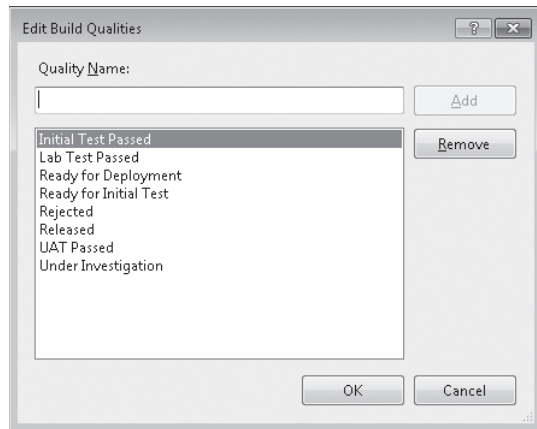 Edit Build Qualities
Quality Name:
Add
Initial Test Passed
Remove
Lab Test Passed
Ready for Deployment
Ready for Initial Test
Rejected
Released
UAT Passed
Under Investigation
OK
Cancel